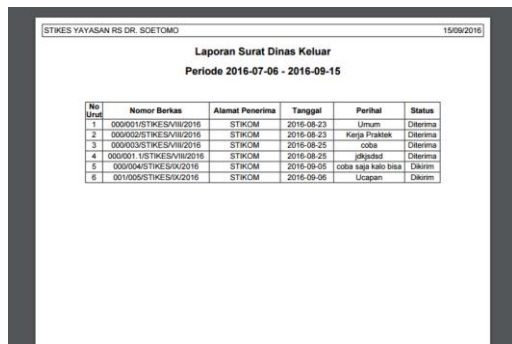 STIKES YAYASAN RS DR. SOETOMO 15/09/2016
Laporan Surat Dinas Keluar
Periode 2016-07-06 - 2016-09-15
No Urut Nomor Berkas Alamat Penerima Tanggal Perihal Status
1 000/001/STIKES/VIII/2016 STIKOM 2016-08-23 Umum Diterima
2 000/002/STIKES/VIII/2016 STIKOM 2016-08-23 Kerja Praktek Diterima
3 000/003/STIKES/VIII/2016 STIKOM 2016-08-25 coba Diterima
4 000/001.1/STIKES/VIII/2016 STIKOM 2016-08-25 jdkjsdsd Diterima
5 000/004/STIKES/IX/2016 STIKOM 2016-09-05 coba saja kalo bisa Dikirim
6 001/005/STIKES/IX/2016 STIKOM 2016-09-06 Ucapan Dikirim